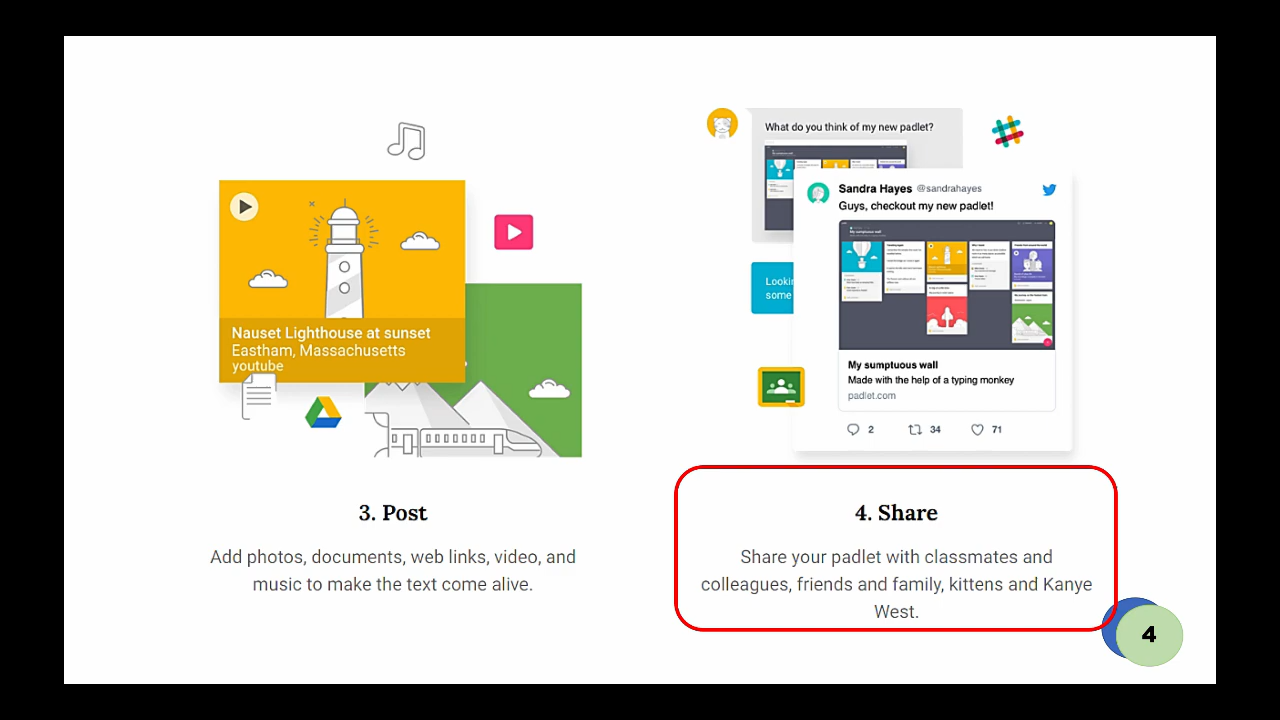 Nauset Lighthouse at sunset
Eastham, Massachusetts
youtube
3. Post
Add photos, documents, web links, video, and
music to make the text come alive.
What do you think of my new padlet?
Sandra Hayes @sandrahayes
Guys, checkout my new padlet!
My sumptuous wall
some
My sumptuous wall
Made with the help of a typing monkey
padlet.com
2 34 71
4. Share
Share your padlet with classmates and
colleagues, friends and family, kittens and Kanye
West.
4